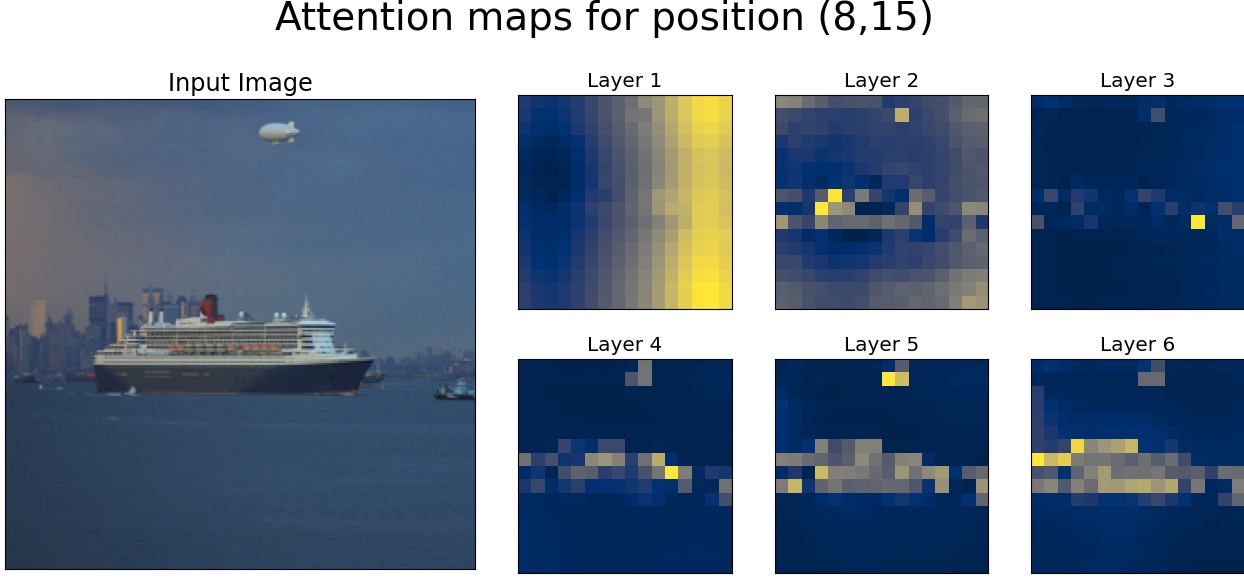 Attention maps for position (8,15)
Input Image
Layer 1
Layer 2
Layer 3
Layer 4
Layer 5
Layer 6